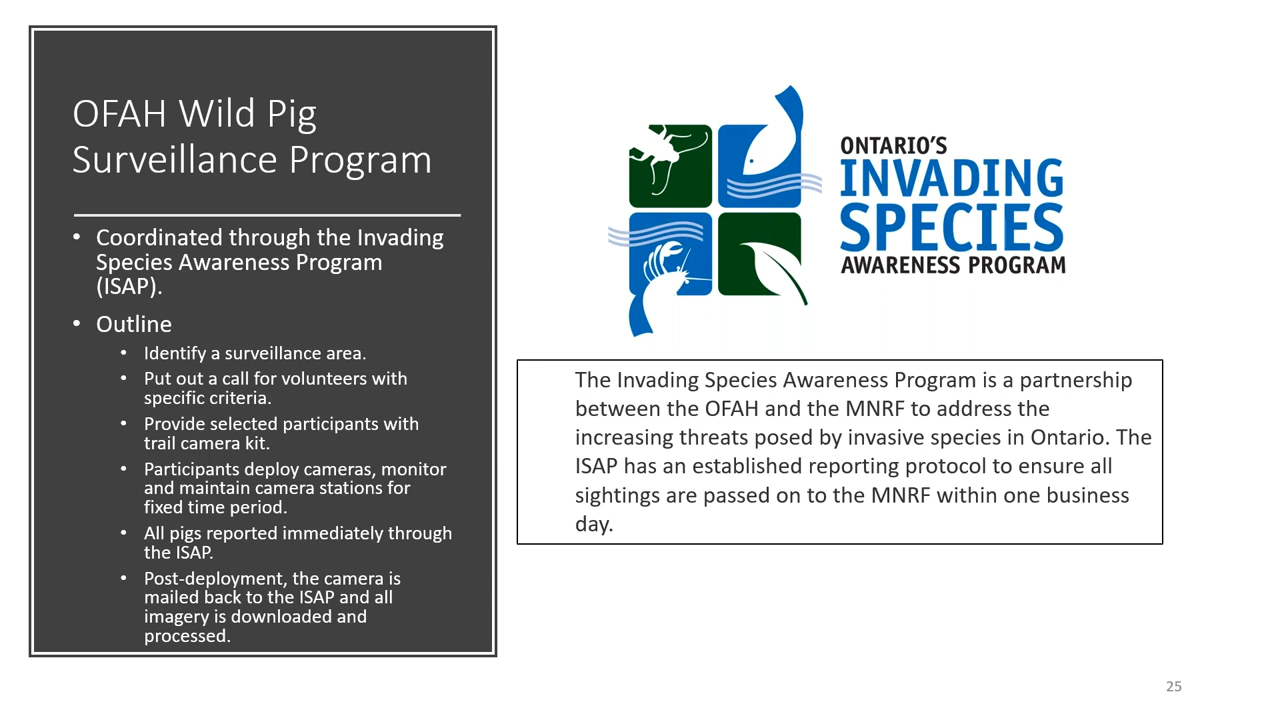 OFAH Wild Pig
Surveillance Program
• Coordinated through the Invading
Species Awareness Program
(ISAP).
• Outline
• Identify a surveillance area.
• Put out a call for volunteers with
specific criteria.
• Provide selected participants with
trail camera kit.
• Participants deploy cameras, monitor
and maintain camera stations for
fixed time period.
• All pigs reported immediately through
the ISAP.
• Post-deployment, the camera is
mailed back to the ISAP and all
imagery is downloaded and
processed.
ONTARIO'S
INVADING
SPECIES
AWARENESS PROGRAM
The Invading Species Awareness Program is a partnership
between the OFAH and the MNRF to address the
increasing threats posed by invasive species in Ontario. The
ISAP has an established reporting protocol to ensure all
sightings are passed on to the MNRF within one business
day.
25